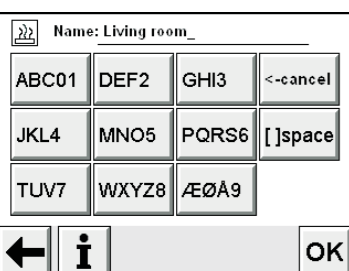 Name: Living room_
ABC01 DEF2 GHI3 <-cancel
JKL4 MNO5 PQRS6 [ ]space
TUV7 WXYZ8 ÆØÅ9
i OK